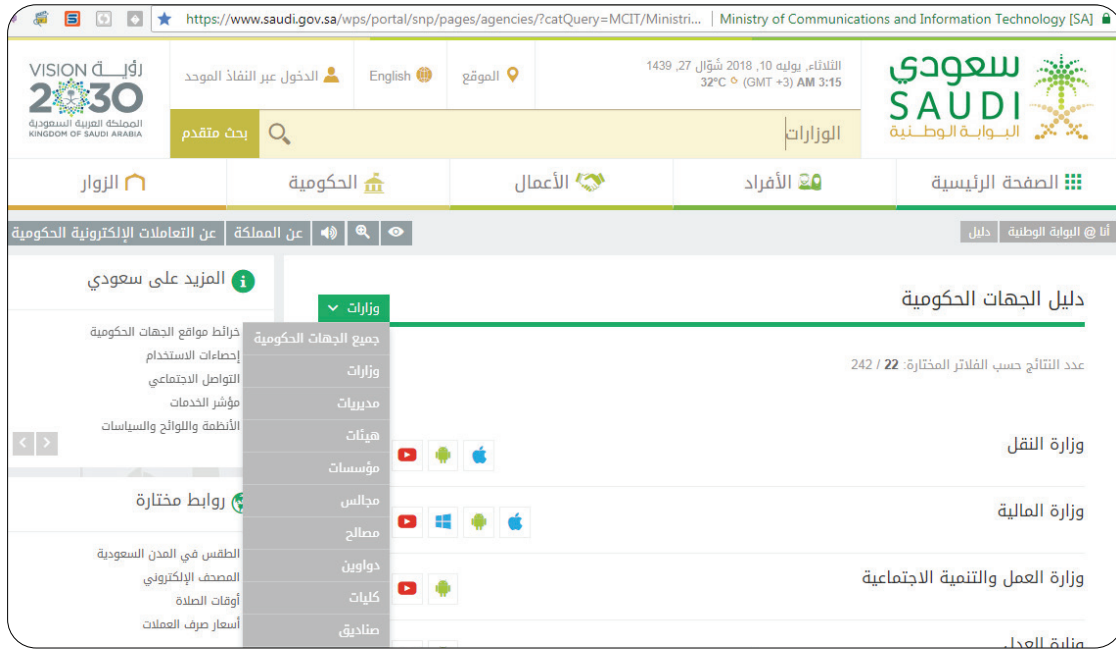 https://www.saudi.gov.sa/wps/portal/snp/pages/agencies/?catQuery=MCIT/Ministri... | Ministry of Communications and Information Technology [SA]
سعودي
SAUDI
البوابة الوطنية
الثلاثاء, يوليه 10, 2018 شَوّال 27, 1439
32°C (GMT +3) AM 3:15
الموقع
English
الدخول عبر النفاذ الموحد
VISION رؤيـــة
2030
المملكة العربية السعودية
KINGDOM OF SAUDI ARABIA
الوزارات
بحث متقدم
الصفحة الرئيسية
الأفراد
الأعمال
الحكومية
الزوار
أنا @ البوابة الوطنية
دليل
عن المملكة
عن التعاملات الإلكترونية الحكومية
دليل الجهات الحكومية
وزارات
عدد النتائج حسب الفلاتر المختارة: 22 / 242
وزارة النقل
وزارة المالية
وزارة العمل والتنمية الاجتماعية
وزارة العدل
جميع الجهات الحكومية
وزارات
مديريات
هيئات
مؤسسات
مجالس
مصالح
دواوين
كليات
صناديق
المزيد على سعودي
خرائط مواقع الجهات الحكومية
إحصاءات الاستخدام
التواصل الاجتماعي
مؤشر الخدمات
الأنظمة واللوائح والسياسات
روابط مختارة
الطقس في المدن السعودية
المصحف الإلكتروني
أوقات الصلاة
أسعار صرف العملات